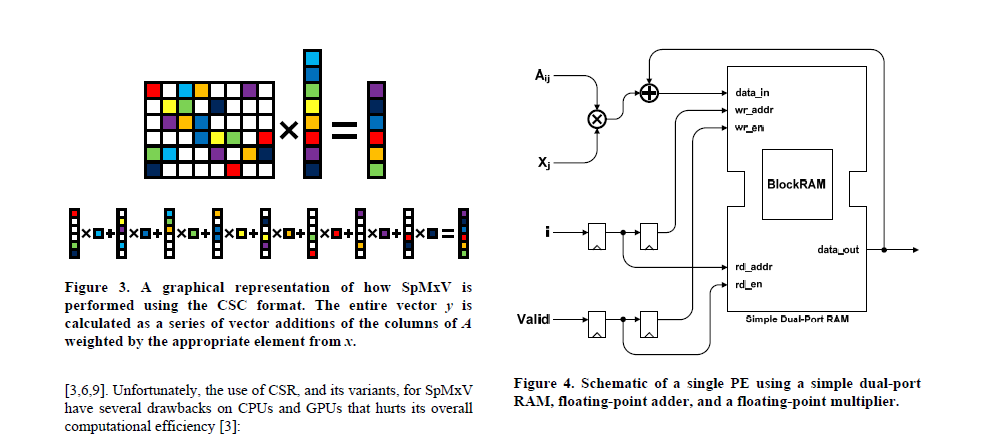 Figure 3. A graphical representation of how SpMxV is
performed using the CSC format. The entire vector y is
calculated as a series of vector additions of the columns of A
weighted by the appropriate element from x.
[3,6,9]. Unfortunately, the use of CSR, and its variants, for SpMxV
have several drawbacks on CPUs and GPUs that hurts its overall
computational efficiency [3]:
Aij
Xj
i
Valid
data_in
wr_addr
wr_en
BlockRAM
data_out
rd_addr
rd_en
Simple Dual-Port RAM
Figure 4. Schematic of a single PE using a simple dual-port
RAM, floating-point adder, and a floating-point multiplier.